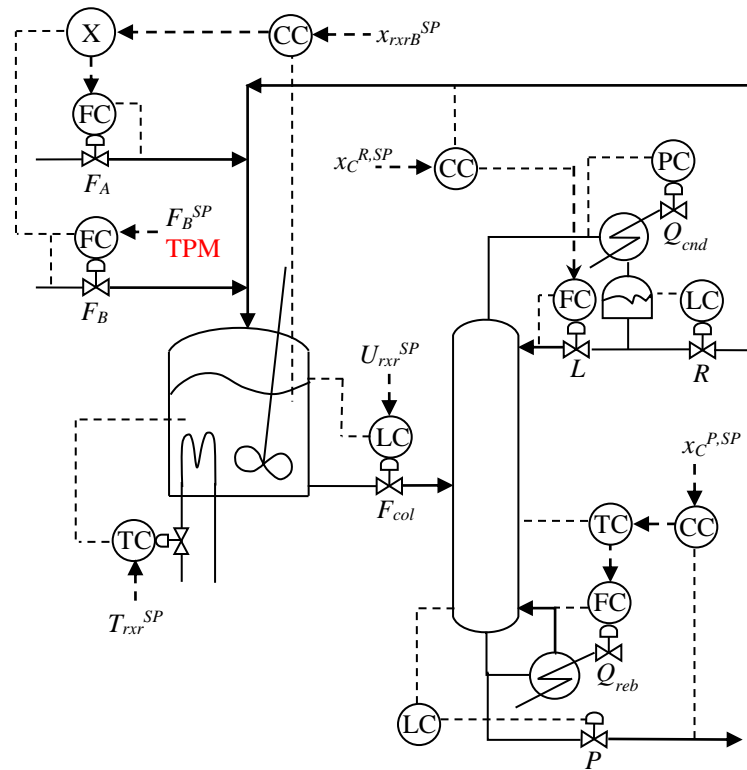 X
CC
x_rxrB^SP
FC
F_A
x_C^R,SP
CC
PC
Q_cnd
FC
F_B^SP
TPM
F_B
FC
LC
L
R
U_rxr^SP
LC
F_col
x_C^P,SP
TC
CC
TC
T_rxr^SP
FC
Q_reb
LC
P